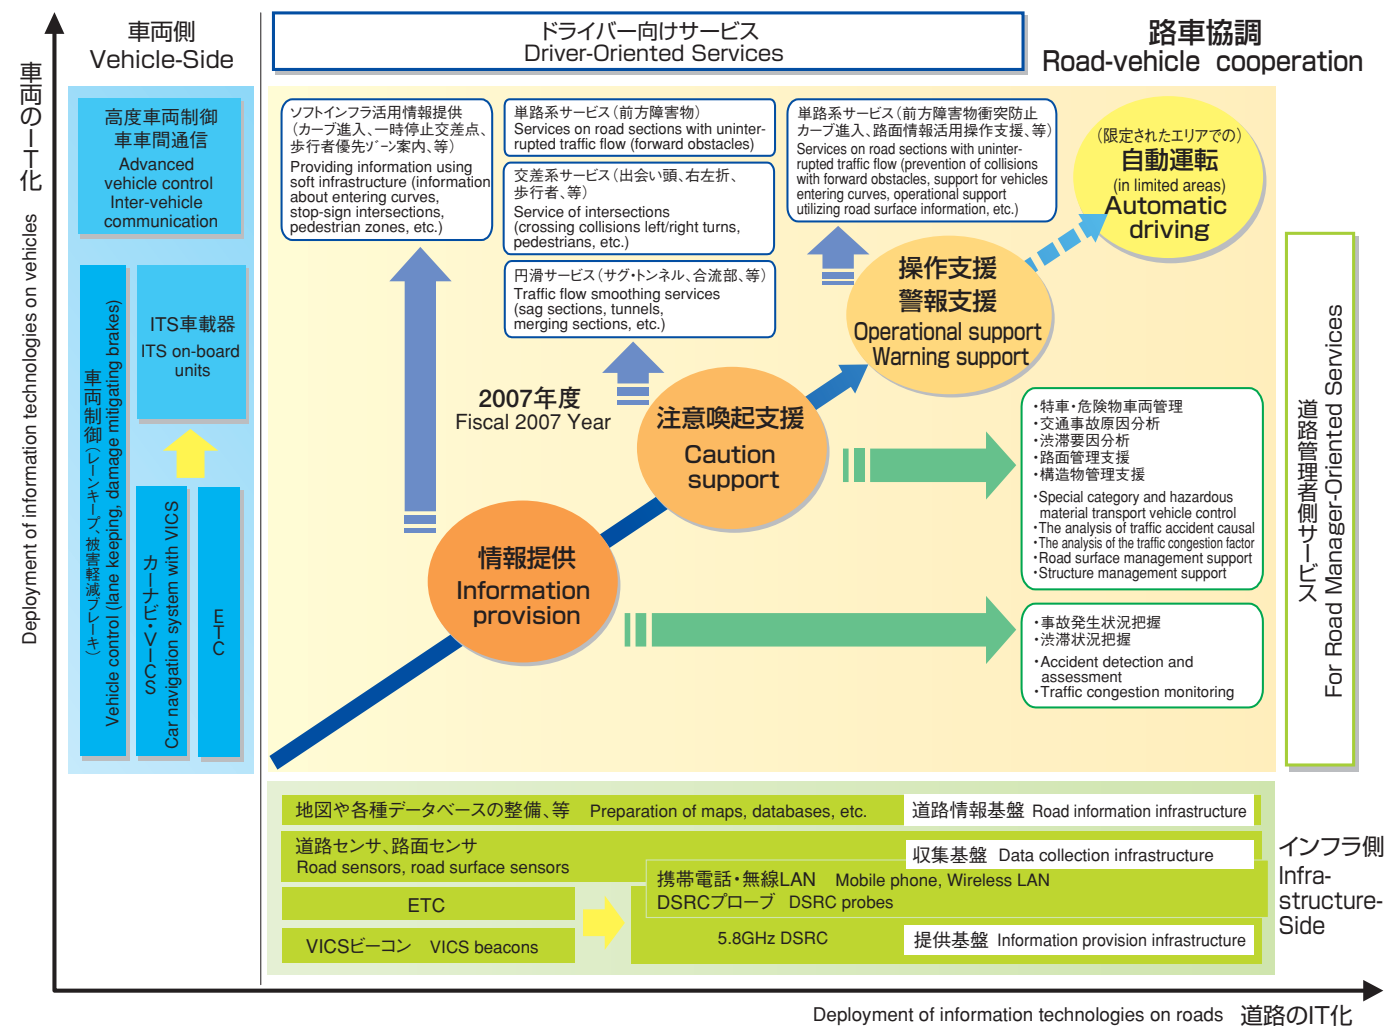 車両側
Vehicle-Side
ドライバー向けサービス
Driver-Oriented Services
路車協調
Road-vehicle cooperation
車両のIT化
Deployment of information technologies on vehicles
高度車両制御
車車間通信
Advanced
vehicle control
Inter-vehicle
communication
ITS車載器
ITS on-board
units
車両制御(レーンキープ、被害軽減ブレーキ)
Vehicle control (lane keeping, damage mitigating brakes)
カーナビ・VICS
Car navigation system with VICS
ETC
ソフトインフラ活用情報提供
(カーブ進入、一時停止交差点、
歩行者優先ゾーン案内、等)
Providing information using
soft infrastructure (information
about entering curves,
stop-sign intersections,
pedestrian zones, etc.)
単路系サービス(前方障害物)
Services on road sections with uninter-
rupted traffic flow (forward obstacles)
交差系サービス(出会い頭、右左折、
歩行者、等)
Service of intersections
(crossing collisions left/right turns,
pedestrians, etc.)
円滑サービス(サグ・トンネル、合流部、等)
Traffic flow smoothing services
(sag sections, tunnels,
merging sections, etc.)
単路系サービス(前方障害物衝突防止
カーブ進入、路面情報活用操作支援、等)
Services on road sections with uninter-
rupted traffic flow (prevention of collisions
with forward obstacles, support for vehicles
entering curves, operational support
utilizing road surface information, etc.)
(限定されたエリアでの)
自動運転
(in limited areas)
Automatic
driving
操作支援
警報支援
Operational support
Warning support
2007年度
Fiscal 2007 Year
注意喚起支援
Caution
support
情報提供
Information
provision
・特車・危険物車両管理
・交通事故原因分析
・渋滞要因分析
・路面管理支援
・構造物管理支援
・Special category and hazardous
material transport vehicle control
・The analysis of traffic accident causal
・The analysis of the traffic congestion factor
・Road surface management support
・Structure management support
・事故発生状況把握
・渋滞状況把握
・Accident detection and
assessment
・Traffic congestion monitoring
道路管理者側サービス
For Road Manager-Oriented Services
地図や各種データベースの整備、等 Preparation of maps, databases, etc.
道路情報基盤 Road information infrastructure
道路センサ、路面センサ
Road sensors, road surface sensors
収集基盤 Data collection infrastructure
携帯電話・無線LAN Mobile phone, Wireless LAN
DSRCプローブ DSRC probes
ETC
VICSビーコン VICS beacons
5.8GHz DSRC
提供基盤 Information provision infrastructure
インフラ側
Infra-
structure-
Side
Deployment of information technologies on roads 道路のIT化